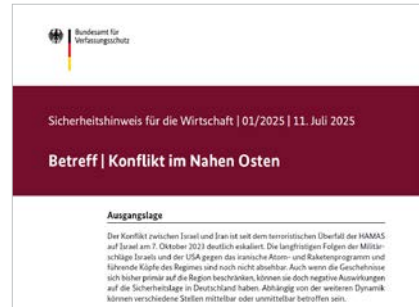 Bundesamt für
Verfassungsschutz
Sicherheitshinweis für die Wirtschaft | 01/2025 | 11. Juli 2025
Betreff | Konflikt im Nahen Osten
Ausgangslage
Der Konflikt zwischen Israel und Iran ist seit dem terroristischen Überfall der HAMAS
auf Israel am 7. Oktober 2023 deutlich eskaliert. Die langfristigen Folgen der Militär-
schläge Israels und der USA gegen das iranische Atom- und Raketenprogramm und
führende Köpfe des Regimes sind noch nicht absehbar. Auch wenn die Geschehnisse
sich bisher primär auf die Region beschränken, können sie doch negative Auswirkungen
auf die Sicherheitslage in Deutschland haben. Abhängig von der weiteren Dynamik
können verschiedene Stellen mittelbar oder unmittelbar betroffen sein.